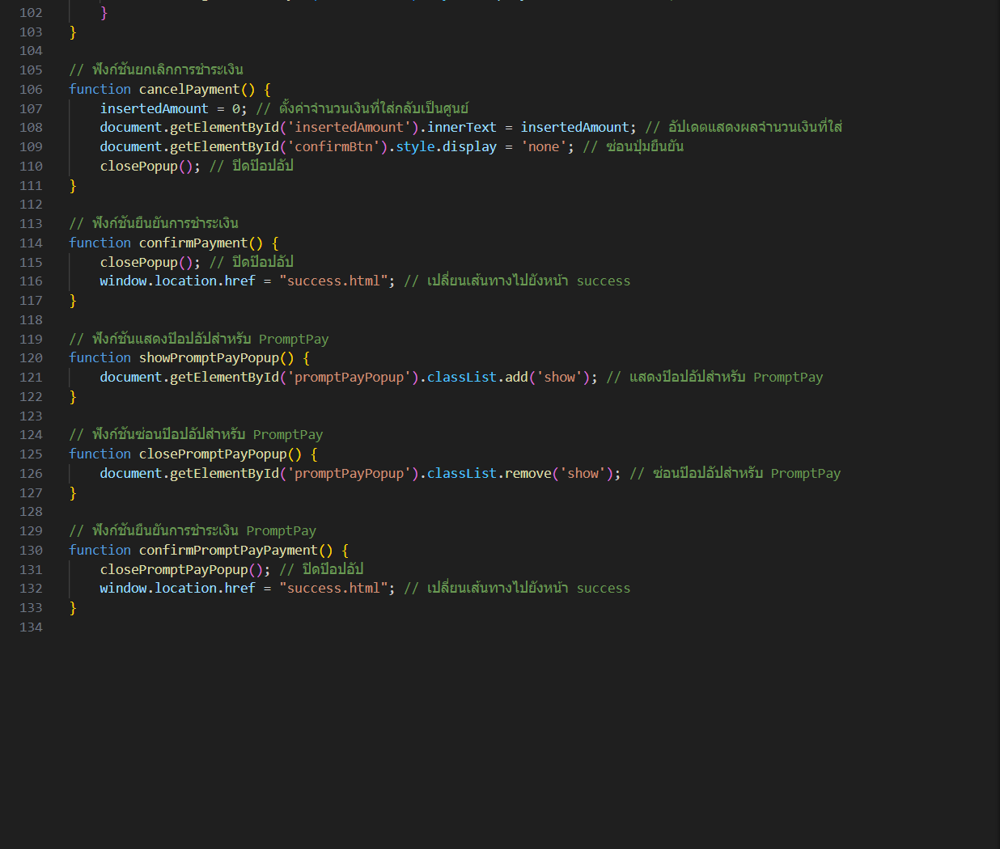 102 }
103 }
104
105 // ฟังก์ชันยกเลิกการชำระเงิน
106 function cancelPayment() {
107 insertedAmount = 0; // ตั้งค่าจำนวนเงินที่ใส่กลับเป็นศูนย์
108 document.getElementById('insertedAmount').innerText = insertedAmount; // อัปเดตแสดงผลจำนวนเงินที่ใส่
109 document.getElementById('confirmBtn').style.display = 'none'; // ซ่อนปุ่มยืนยัน
110 closePopup(); // ปิดป๊อปอัป
111 }
112
113 // ฟังก์ชันยืนยันการชำระเงิน
114 function confirmPayment() {
115 closePopup(); // ปิดป๊อปอัป
116 window.location.href = "success.html"; // เปลี่ยนเส้นทางไปยังหน้า success
117 }
118
119 // ฟังก์ชันแสดงป๊อปอัปสำหรับ PromptPay
120 function showPromptPayPopup() {
121 document.getElementById('promptPayPopup').classList.add('show'); // แสดงป๊อปอัปสำหรับ PromptPay
122 }
123
124 // ฟังก์ชันซ่อนป๊อปอัปสำหรับ PromptPay
125 function closePromptPayPopup() {
126 document.getElementById('promptPayPopup').classList.remove('show'); // ซ่อนป๊อปอัปสำหรับ PromptPay
127 }
128
129 // ฟังก์ชันยืนยันการชำระเงิน PromptPay
130 function confirmPromptPayPayment() {
131 closePromptPayPopup(); // ปิดป๊อปอัป
132 window.location.href = "success.html"; // เปลี่ยนเส้นทางไปยังหน้า success
133 }
134